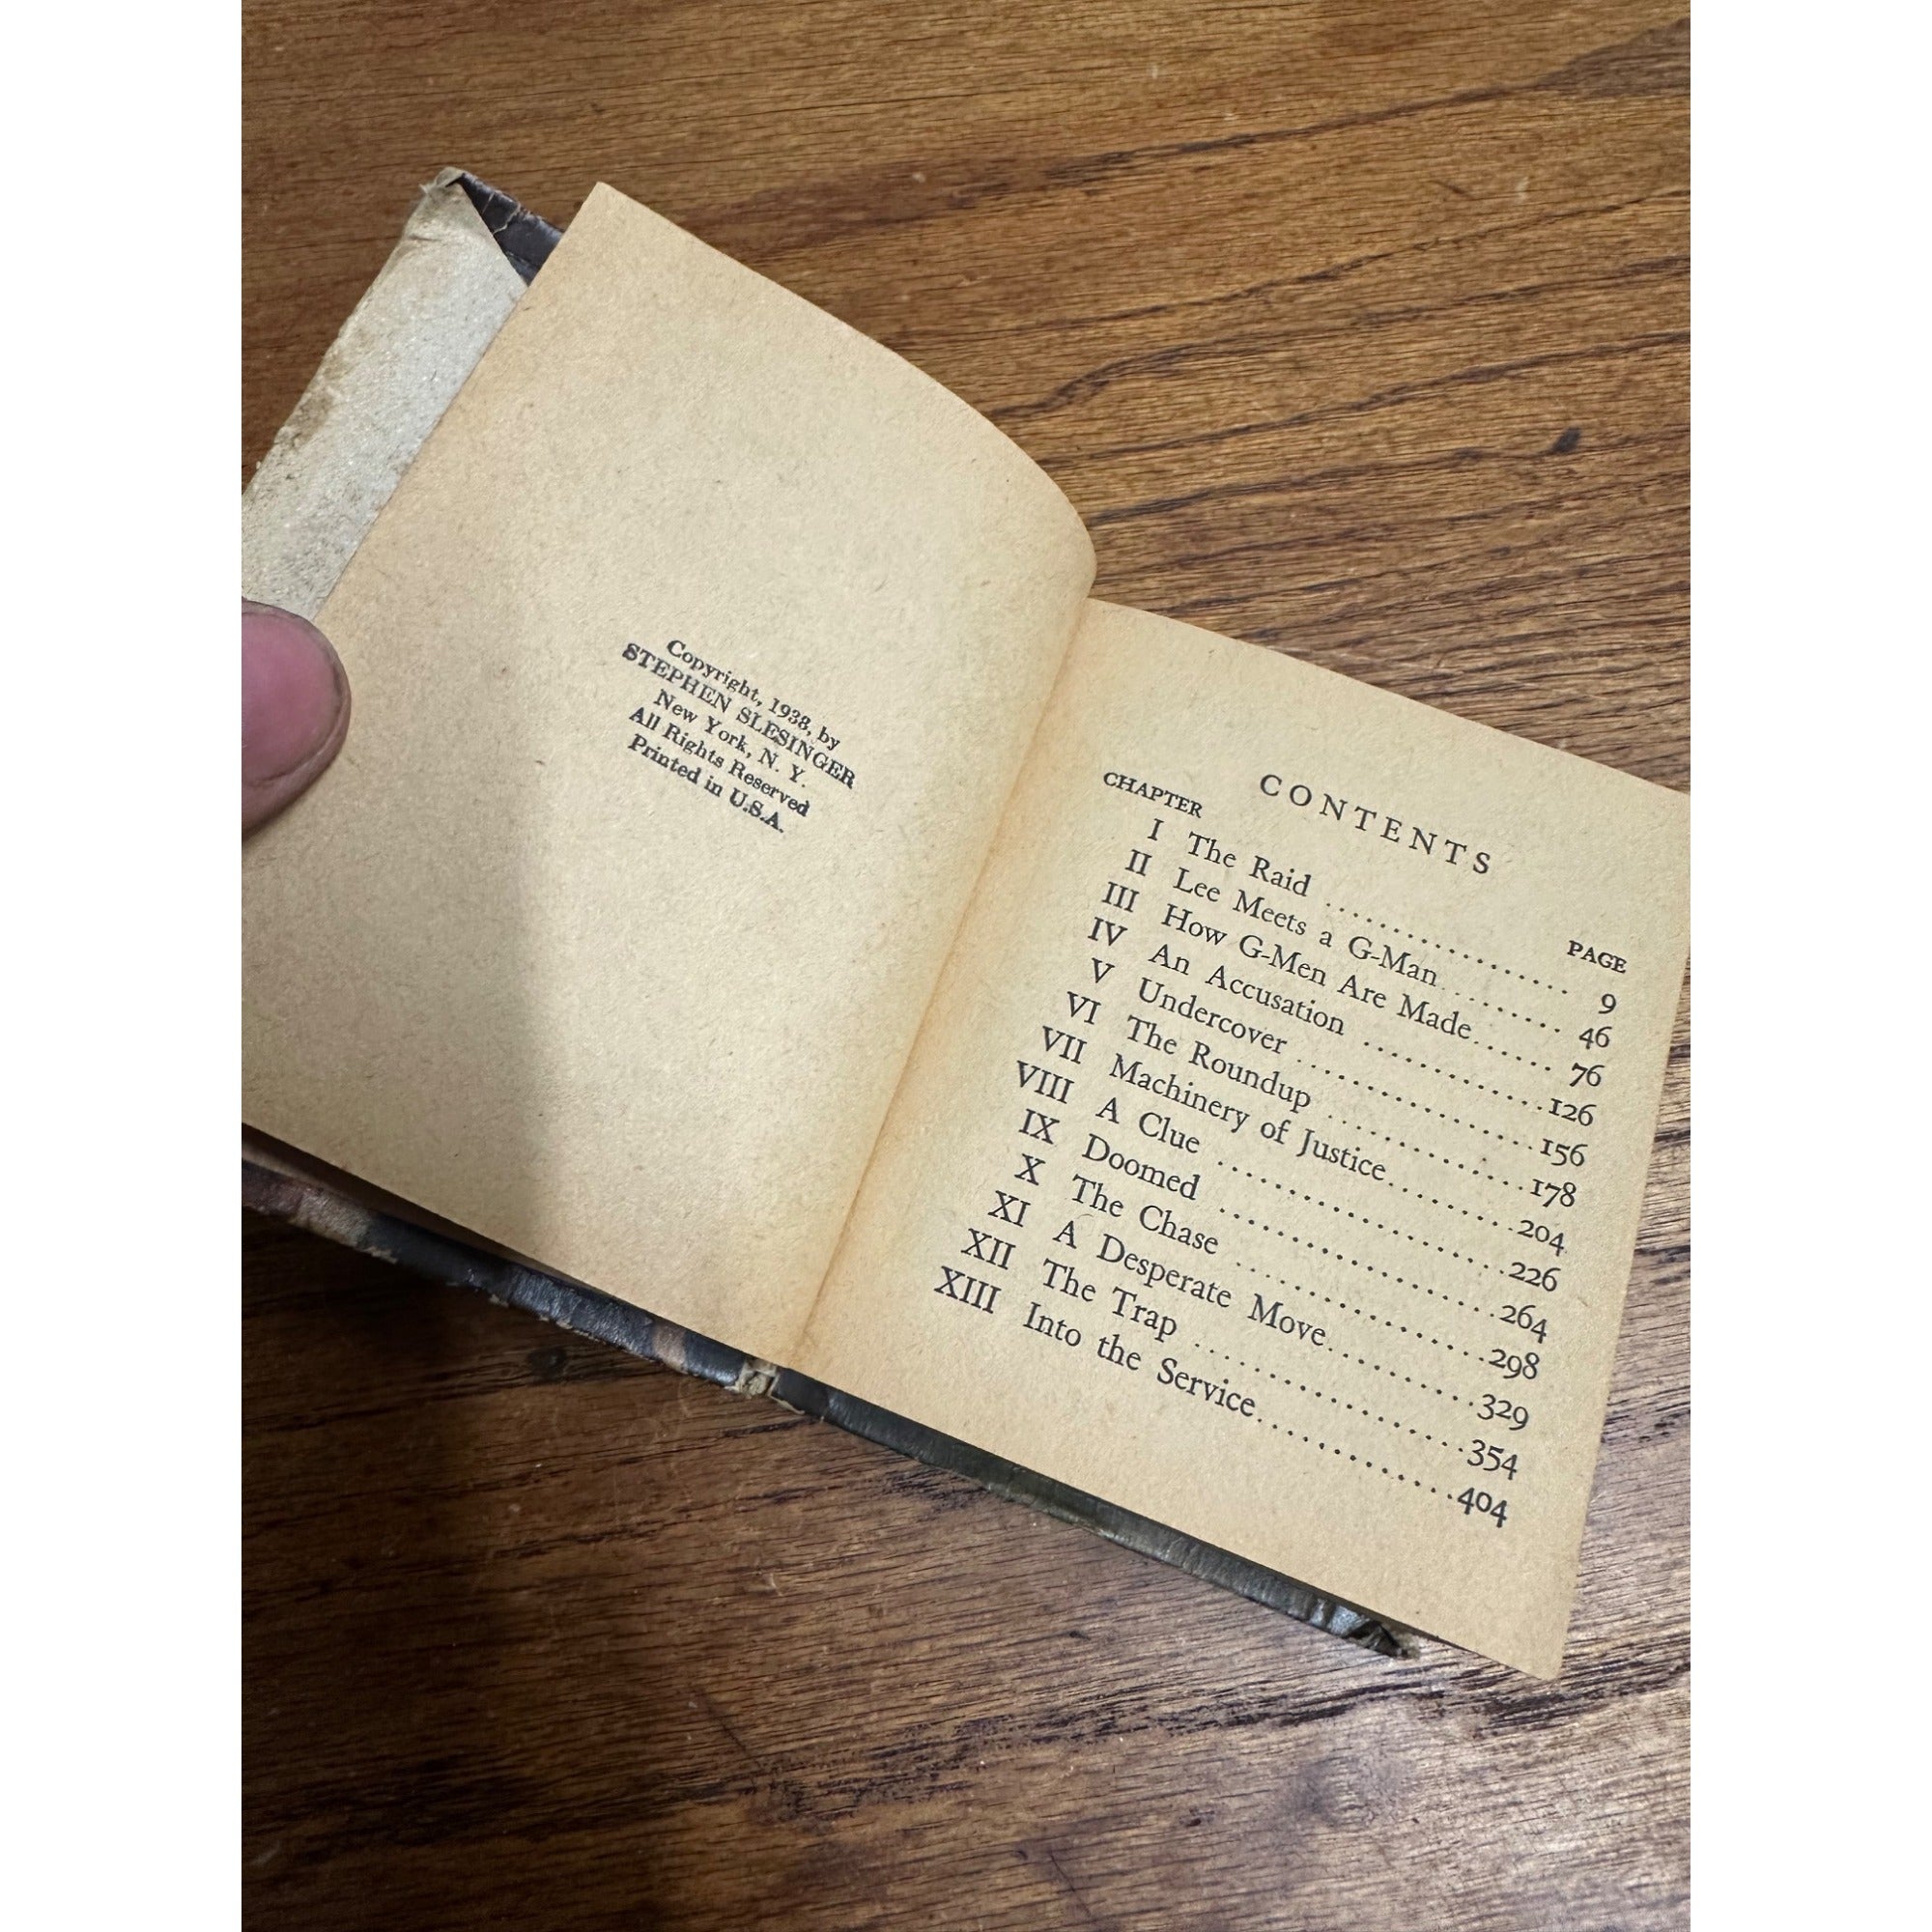 Copyright, 1938, by
STEPHEN SLESINGER
New York, N. Y.
All Rights Reserved
Printed in U.S.A.
CONTENTS
CHAPTER PAGE
I The Raid .................... 9
II Lee Meets a G-Man.......... 46
III How G-Men Are Made....... 76
IV An Accusation ...............126
V Undercover ...................156
VI The Roundup ................178
VII Machinery of Justice..........204
VIII A Clue ......................226
IX Doomed .....................264
X The Chase ...................298
XI A Desperate Move............329
XII The Trap ....................354
XIII Into the Service...............404